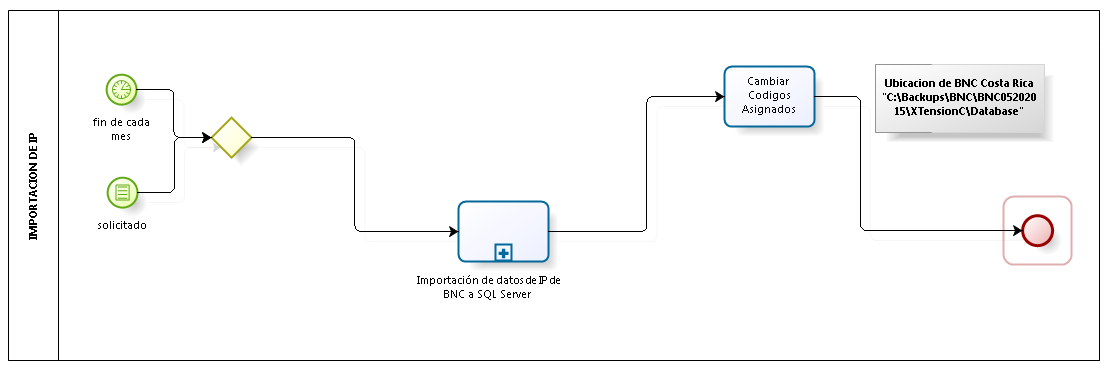 IMPORTACION DE IP
fin de cada
mes
solicitado
Importación de datos de IP de
BNC a SQL Server
Cambiar
Codigos
Asignados
Ubicacion de BNC Costa Rica
"C:\Backups\BNC\BNC052020
15\XTensionC\Database"